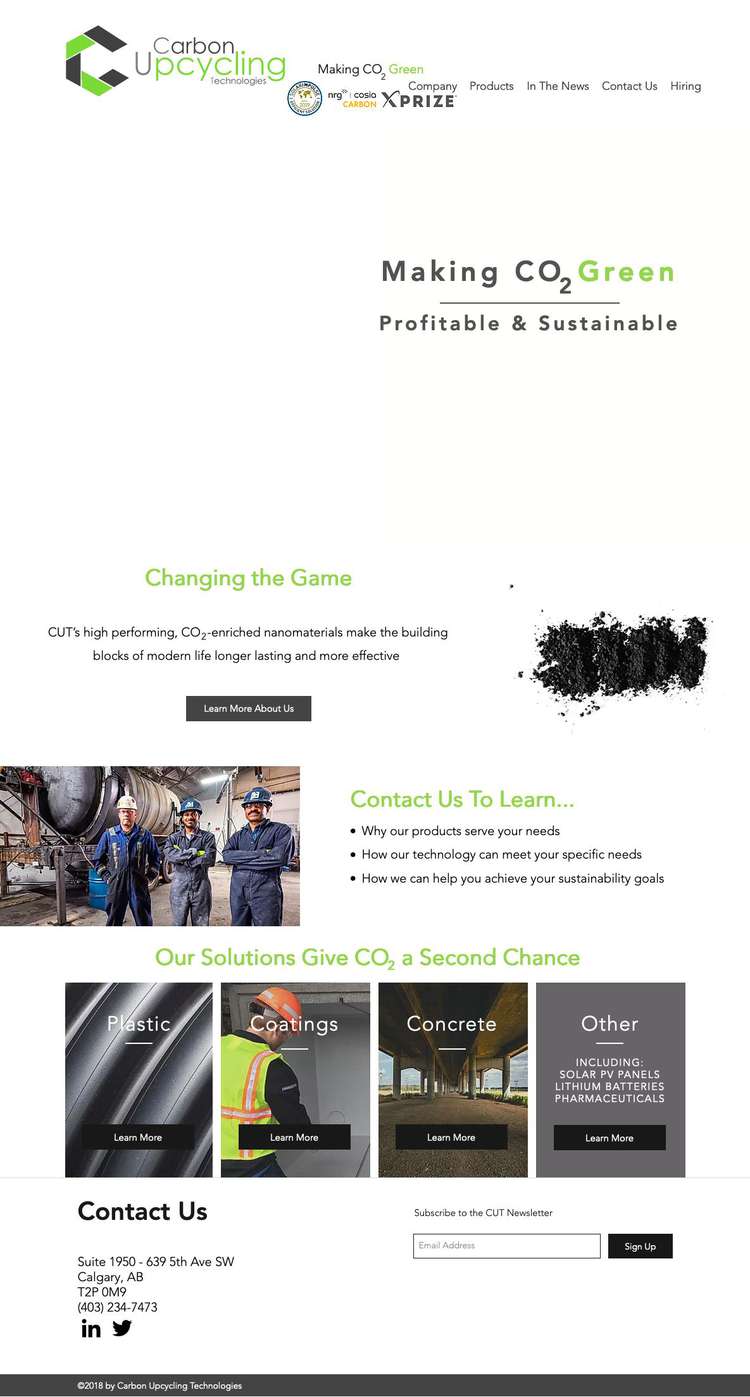 Carbon
Upcycling
Technologies
Making CO2 Green
nrg | cosia
CARBON
XPRIZE
Company Products In The News Contact Us Hiring
Making CO2 Green
Profitable & Sustainable
Changing the Game
CUT's high performing, CO2-enriched nanomaterials make the building
blocks of modern life longer lasting and more effective
Learn More About Us
Contact Us To Learn...
• Why our products serve your needs
• How our technology can meet your specific needs
• How we can help you achieve your sustainability goals
Our Solutions Give CO2 a Second Chance
Plastic
Learn More
Coatings
Learn More
Concrete
Learn More
Other
INCLUDING:
SOLAR PV PANELS
LITHIUM BATTERIES
PHARMACEUTICALS
Learn More
Contact Us
Suite 1950 - 639 5th Ave SW
Calgary, AB
T2P 0M9
(403) 234-7473
in
Subscribe to the CUT Newsletter
Email Address
Sign Up
©2018 by Carbon Upcycling Technologies